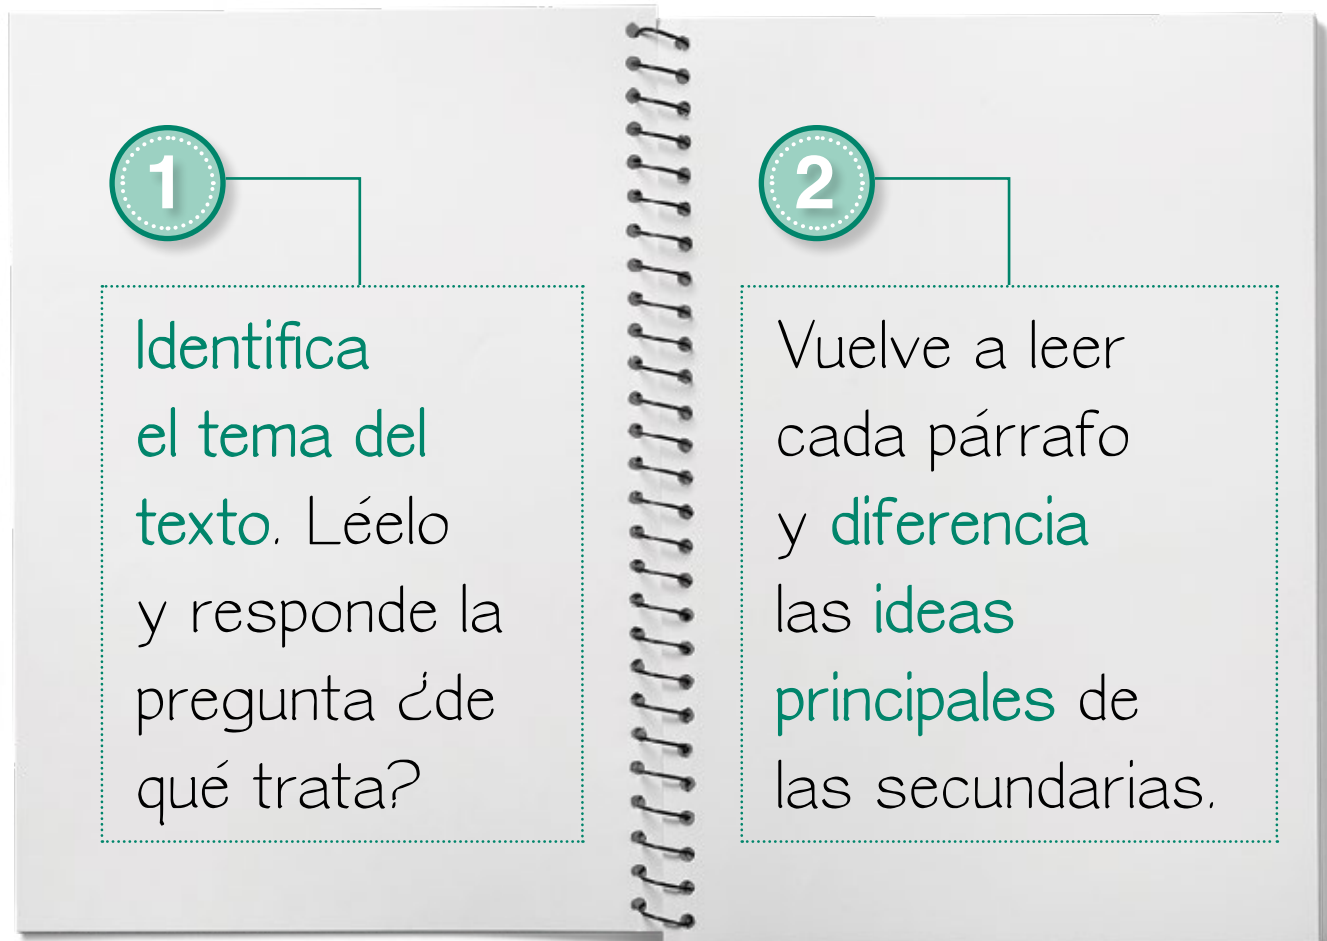 1
Identifica
el tema del
texto. Léelo
y responde la
pregunta ¿de
qué trata?
2
Vuelve a leer
cada párrafo
y diferencia
las ideas
principales de
las secundarias.